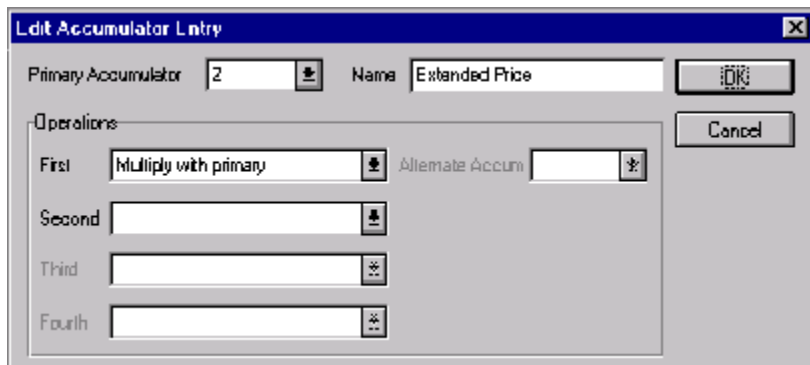 Edit Accumulator Entry
Primary Accumulator 2 Name Extended Price OK
Operations
Cancel
First Multiply with primary Alternate Accum
Second
Third
Fourth